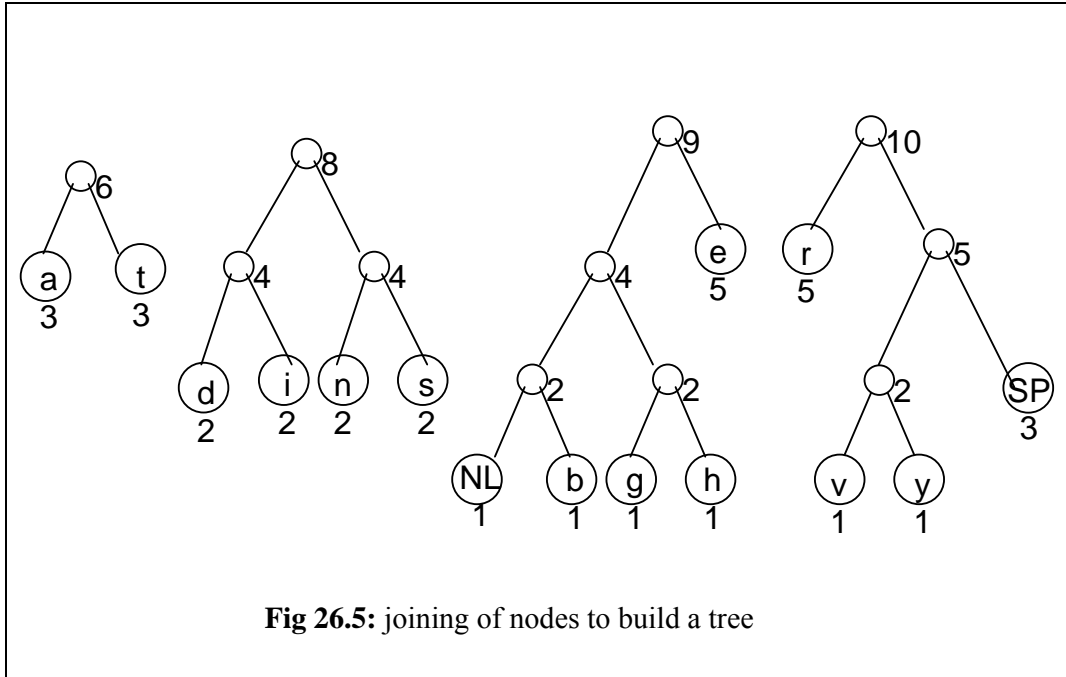 9 10
8
6
e r 5
a t 4 4 4 5
3 3 5
d i n s 2 2 2 SP
2 2 2 2 3
NL b g h v y
1 1 1 1 1 1
Fig 26.5: joining of nodes to build a tree